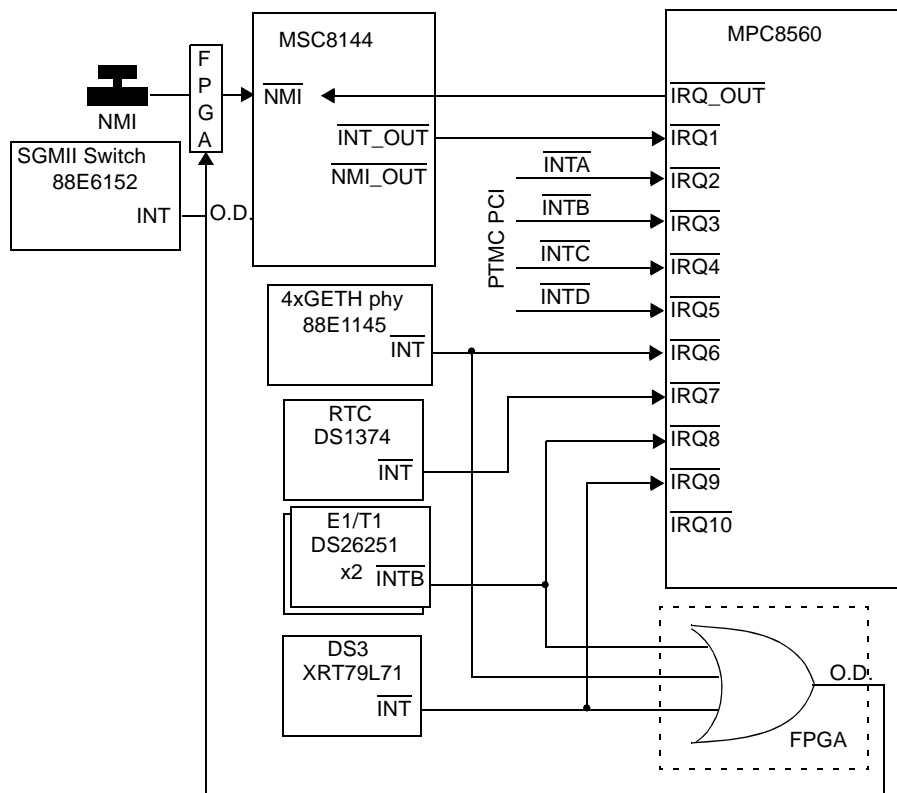 MSC8144
MPC8560
F
P
G
A
NMI
NMI
IRQ_OUT
INT_OUT
IRQ1
NMI_OUT
SGMII Switch
88E6152
INT
O.D.
PTMC PCI
INTA
IRQ2
INTB
IRQ3
INTC
IRQ4
INTD
IRQ5
4xGETH phy
88E1145
INT
IRQ6
RTC
DS1374
INT
IRQ7
IRQ8
IRQ9
IRQ10
E1/T1
DS26251
x2
INTB
DS3
XRT79L71
INT
O.D.
FPGA